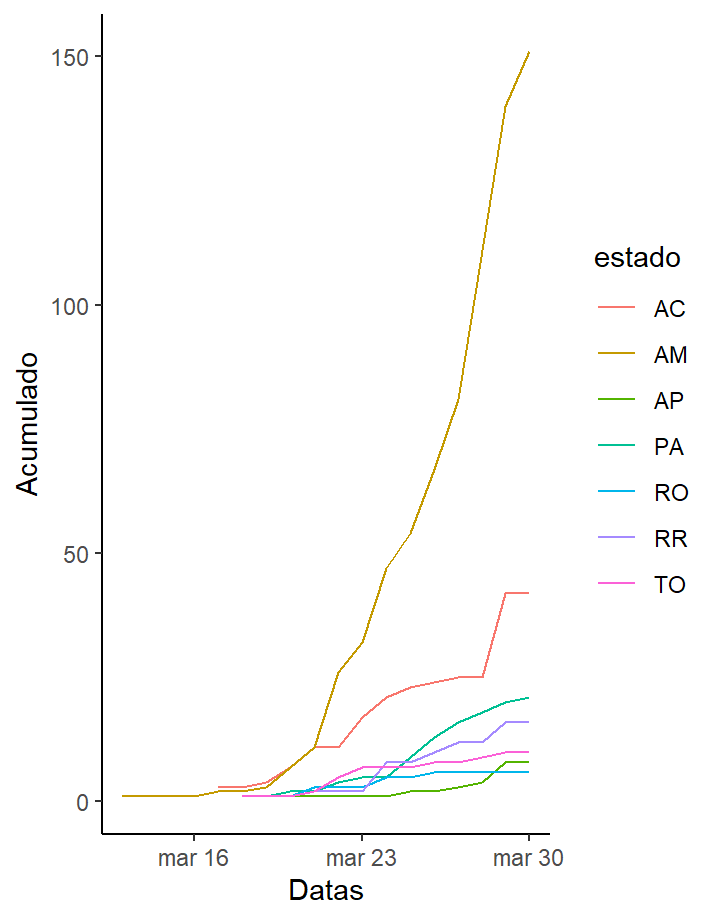 150
100
50
0
Acumulado
mar 16
mar 23
mar 30
Datas
estado
AC
AM
AP
PA
RO
RR
TO